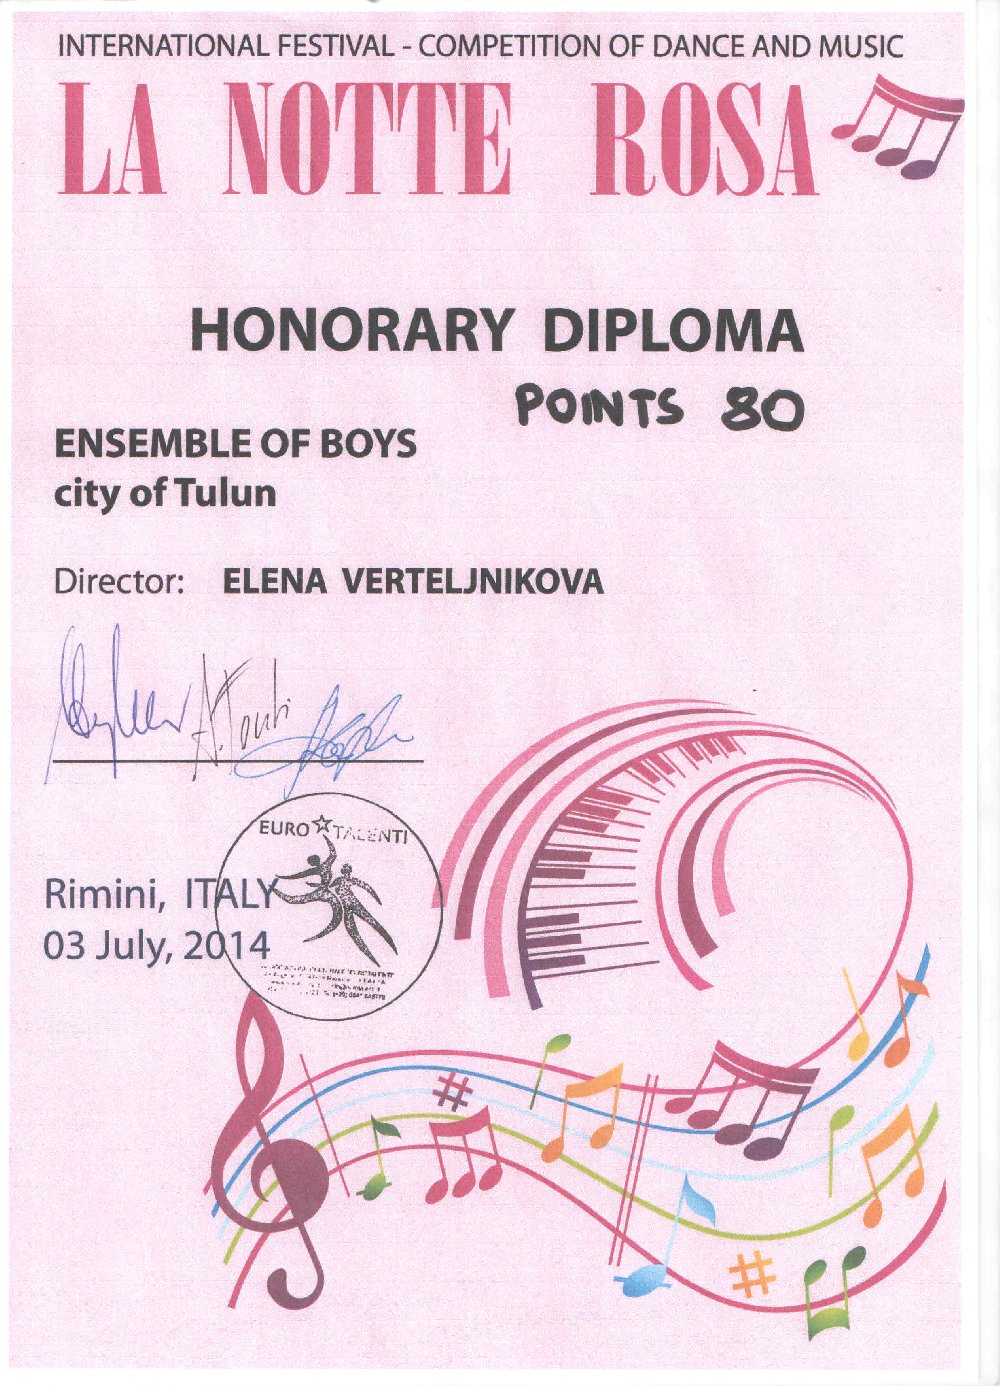 INTERNATIONAL FESTIVAL - COMPETITION OF DANCE AND MUSIC
LA NOTTE ROSA
HONORARY DIPLOMA
POINTS 80
ENSEMBLE OF BOYS
city of Tulun
Director: ELENA VERTELJNIKOVA
EURO TALENTI
Rimini, ITALY
03 July, 2014